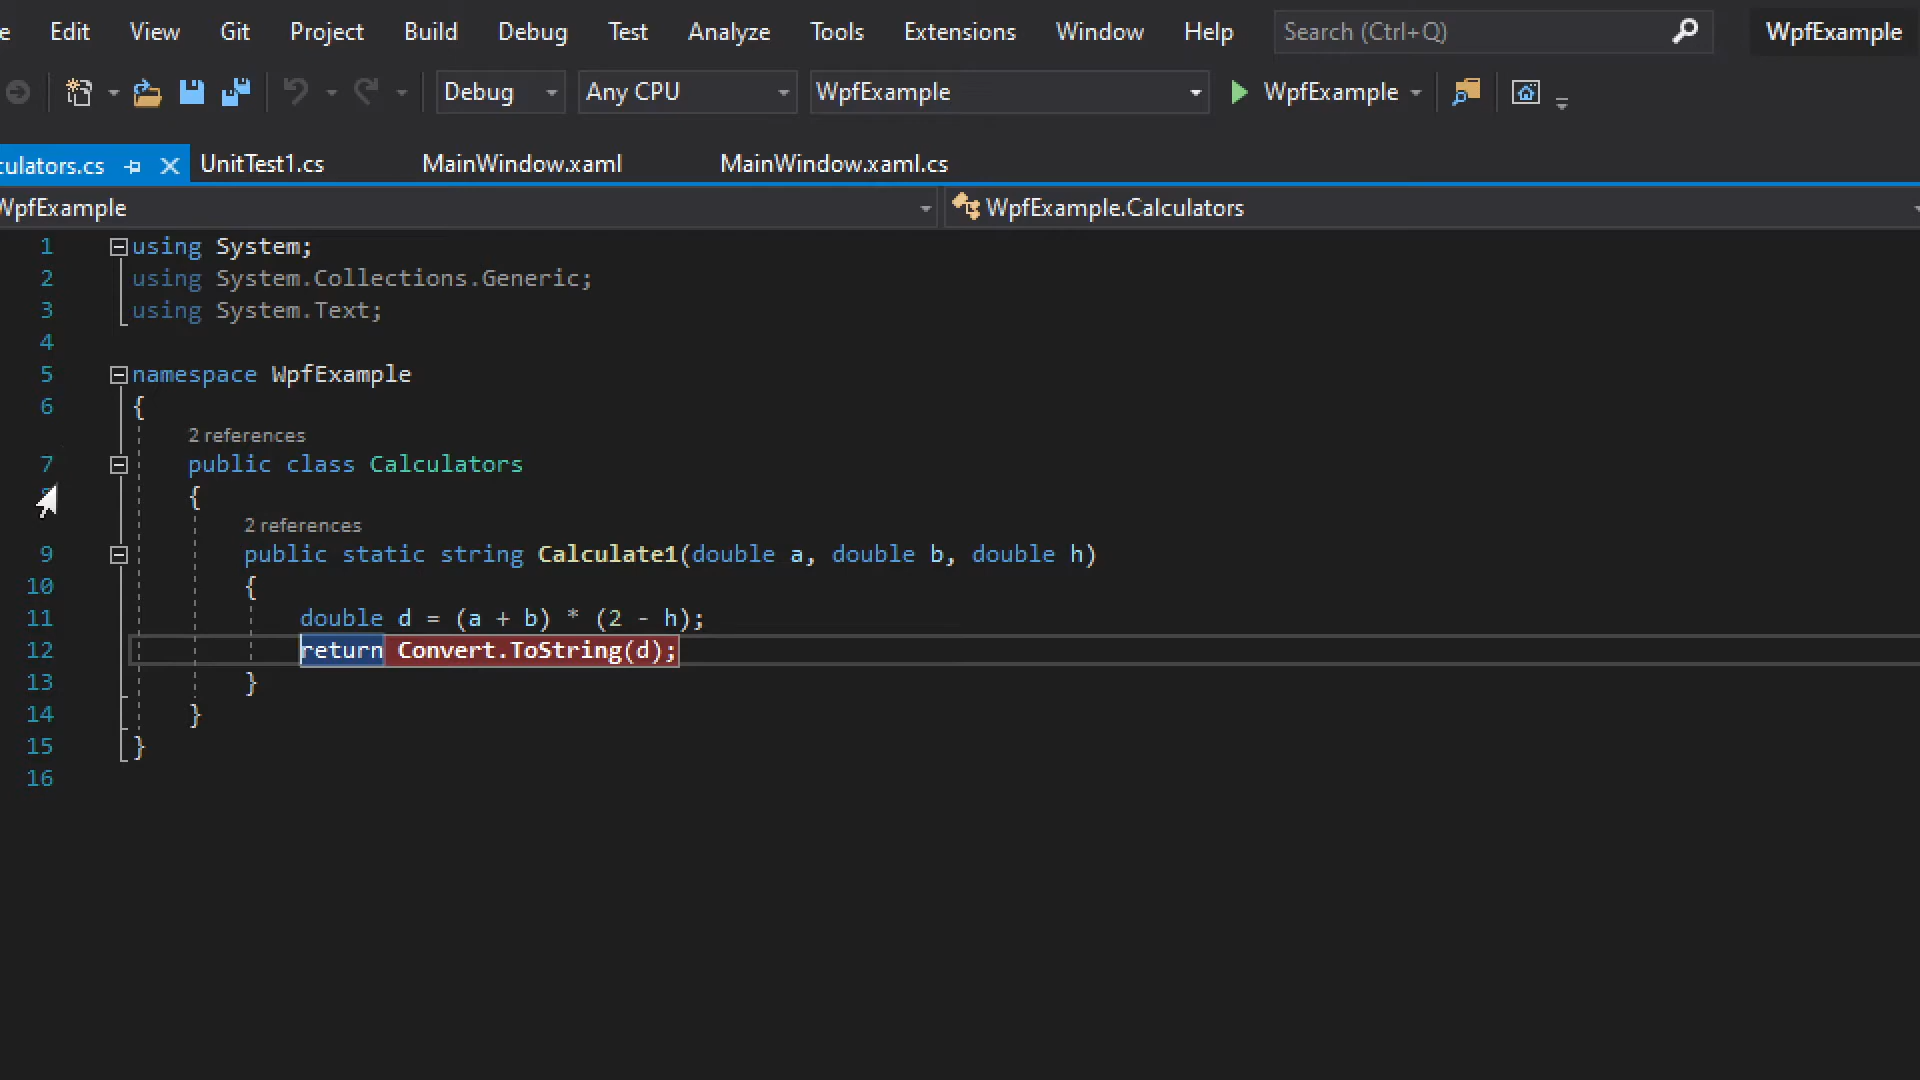 e Edit View Git Project Build Debug Test Analyze Tools Extensions Window Help Search (Ctrl+Q) WpfExample
Debug Any CPU WpfExample WpfExample
culators.cs UnitTest1.cs MainWindow.xaml MainWindow.xaml.cs
WpfExample WpfExample.Calculators
1 using System;
2 using System.Collections.Generic;
3 using System.Text;
4
5 namespace WpfExample
6 {
2 references
7 public class Calculators
{
2 references
9 public static string Calculate1(double a, double b, double h)
10 {
11 double d = (a + b) * (2 - h);
12 return Convert.ToString(d);
13 }
14 }
15 }
16